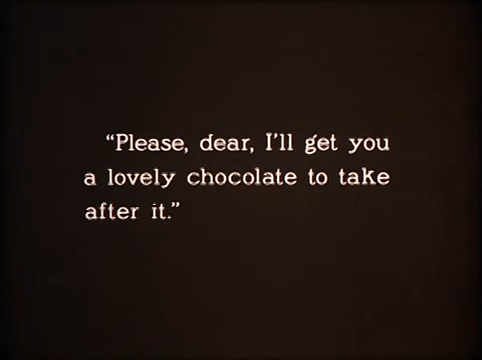 “Please, dear, I’ll get you
a lovely chocolate to take
after it.”